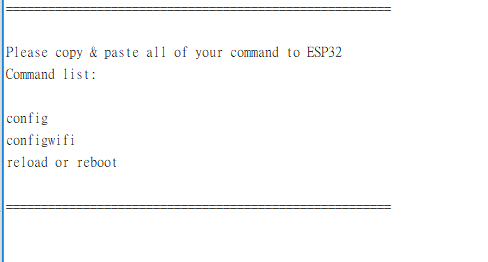 =======================================================
Please copy & paste all of your command to ESP32
Command list:
config
configwifi
reload or reboot
=======================================================